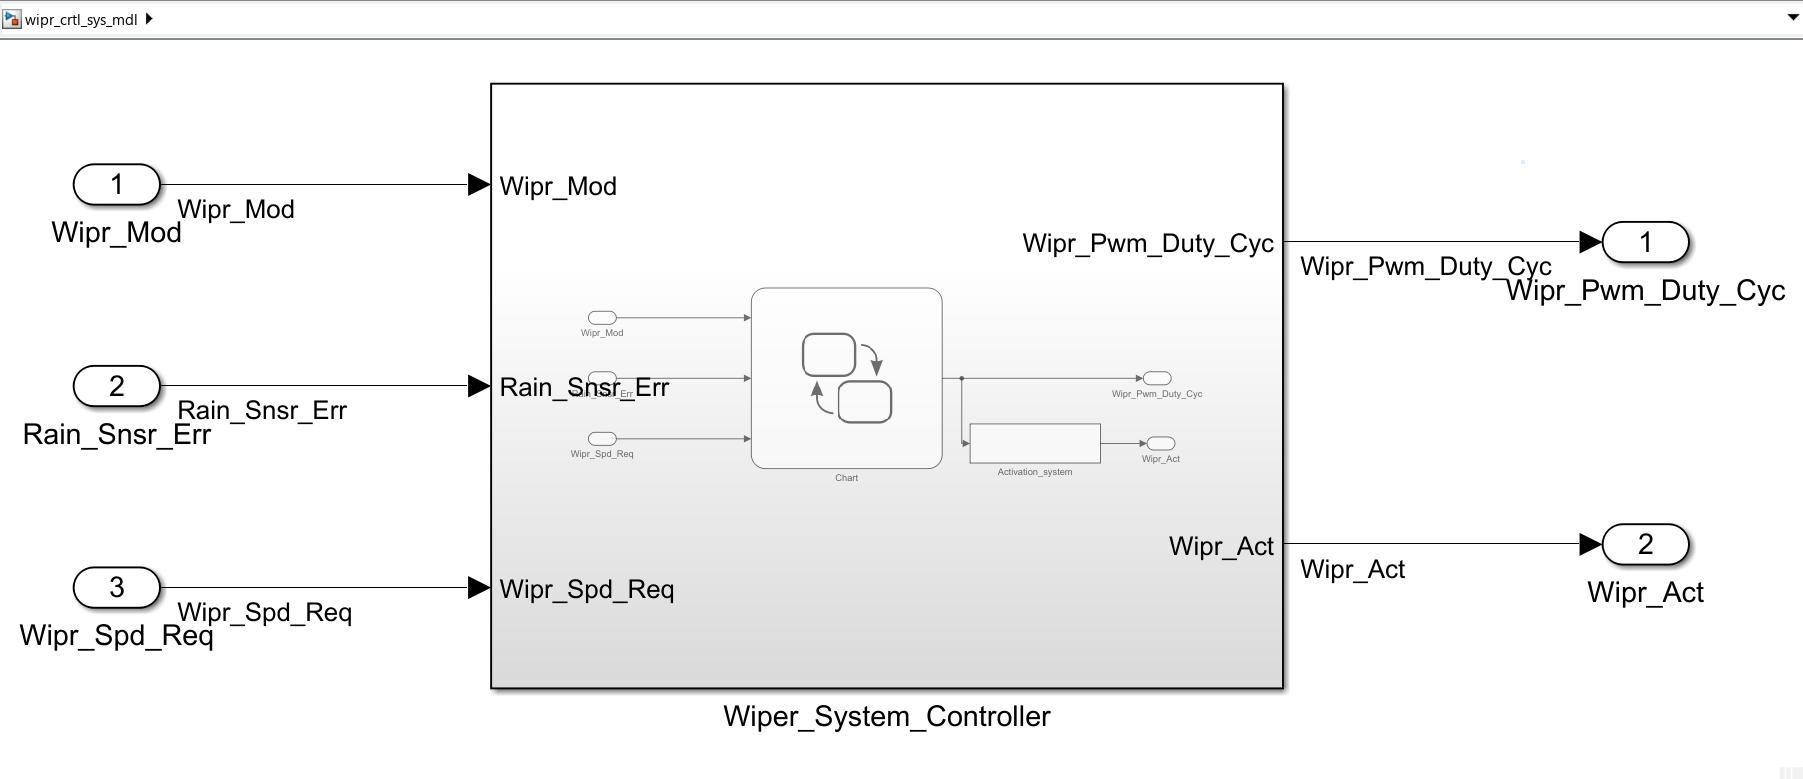 wipr_crtl_sys_mdl
1
Wipr_Mod
Wipr_Mod
2
Rain_Snsr_Err
Rain_Snsr_Err
3
Wipr_Spd_Req
Wipr_Spd_Req
Wipr_Mod
Rain_Snsr_Err
Wipr_Spd_Req
Wipr_Mod
Rain_Snsr_Err
Wipr_Spd_Req
Chart
Wipr_Pwm_Duty_Cyc
Activation_system
Wipr_Act
Wipr_Pwm_Duty_Cyc
Wipr_Act
Wiper_System_Controller
Wipr_Pwm_Duty_Cyc
1
Wipr_Pwm_Duty_Cyc
Wipr_Act
2
Wipr_Act